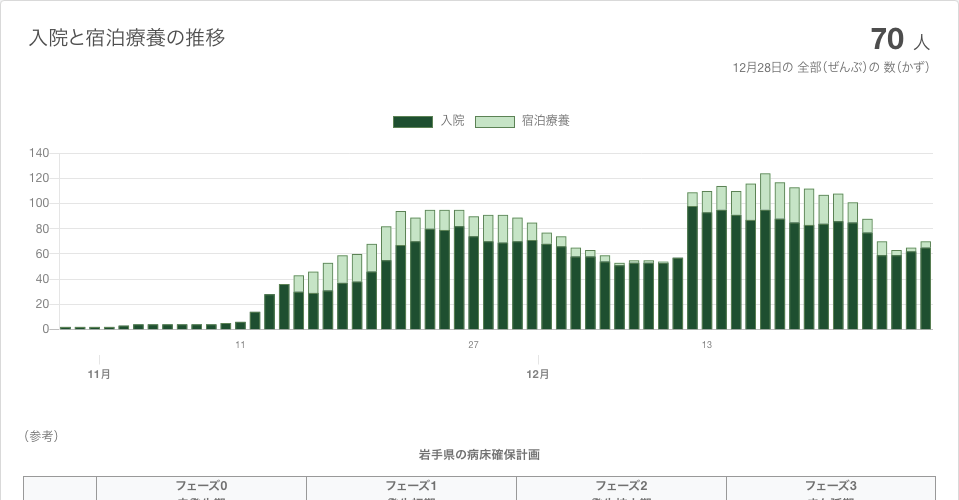 入院と宿泊療養の推移
70 人
12月28日の 全部（ぜんぶ）の 数（かず）
入院 宿泊療養
140
120
100
80
60
40
20
0
11 27 13
11月 12月
（参考）
岩手県の病床確保計画
フェーズ0 フェーズ1 フェーズ2 フェーズ3